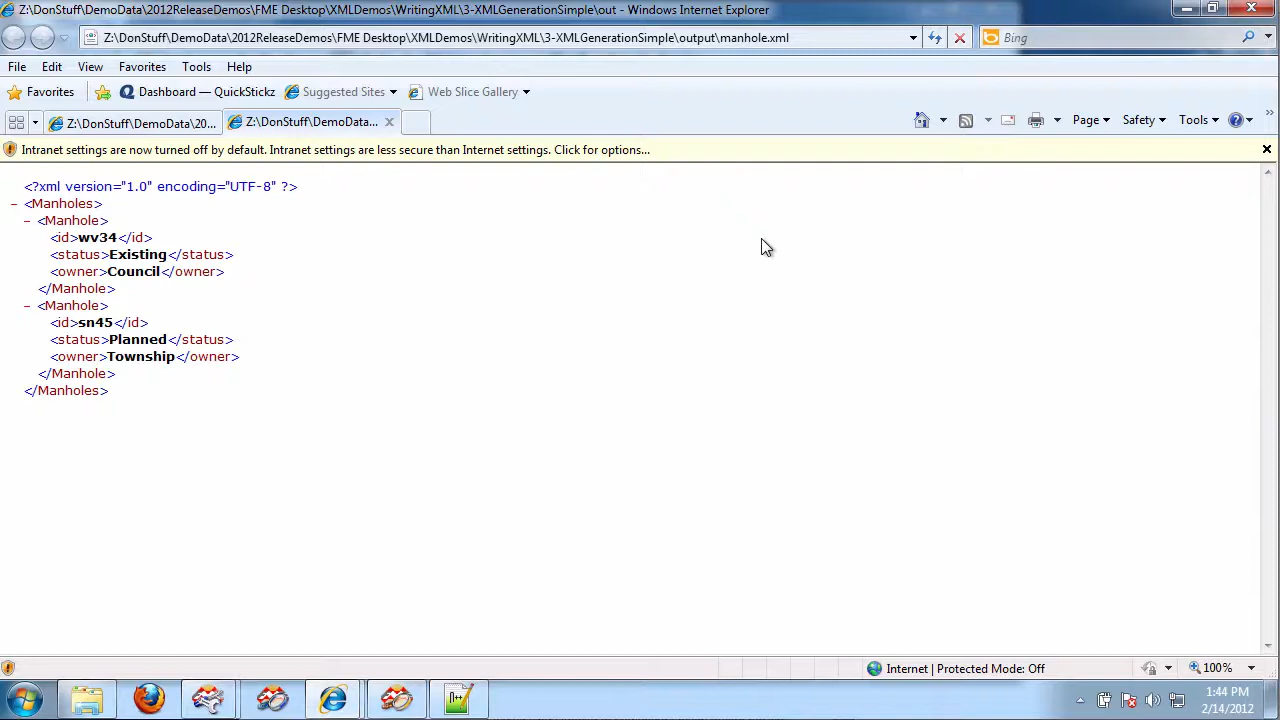 Z:\DonStuff\DemoData\2012ReleaseDemos\FME Desktop\XMLDemos\WritingXML\3-XMLGenerationSimple\out - Windows Internet Explorer
Z:\DonStuff\DemoData\2012ReleaseDemos\FME Desktop\XMLDemos\WritingXML\3-XMLGenerationSimple\output\manhole.xml Bing
File Edit View Favorites Tools Help
Favorites Dashboard — QuickStickz Suggested Sites Web Slice Gallery
Z:\DonStuff\DemoData\20... Z:\DonStuff\DemoData... Page Safety Tools
Intranet settings are now turned off by default. Intranet settings are less secure than Internet settings. Click for options...
<?xml version="1.0" encoding="UTF-8" ?>
- <Manholes>
- <Manhole>
<id>wv34</id>
<status>Existing</status>
<owner>Council</owner>
</Manhole>
- <Manhole>
<id>sn45</id>
<status>Planned</status>
<owner>Township</owner>
</Manhole>
</Manholes>
Internet | Protected Mode: Off 100%
1:44 PM
2/14/2012